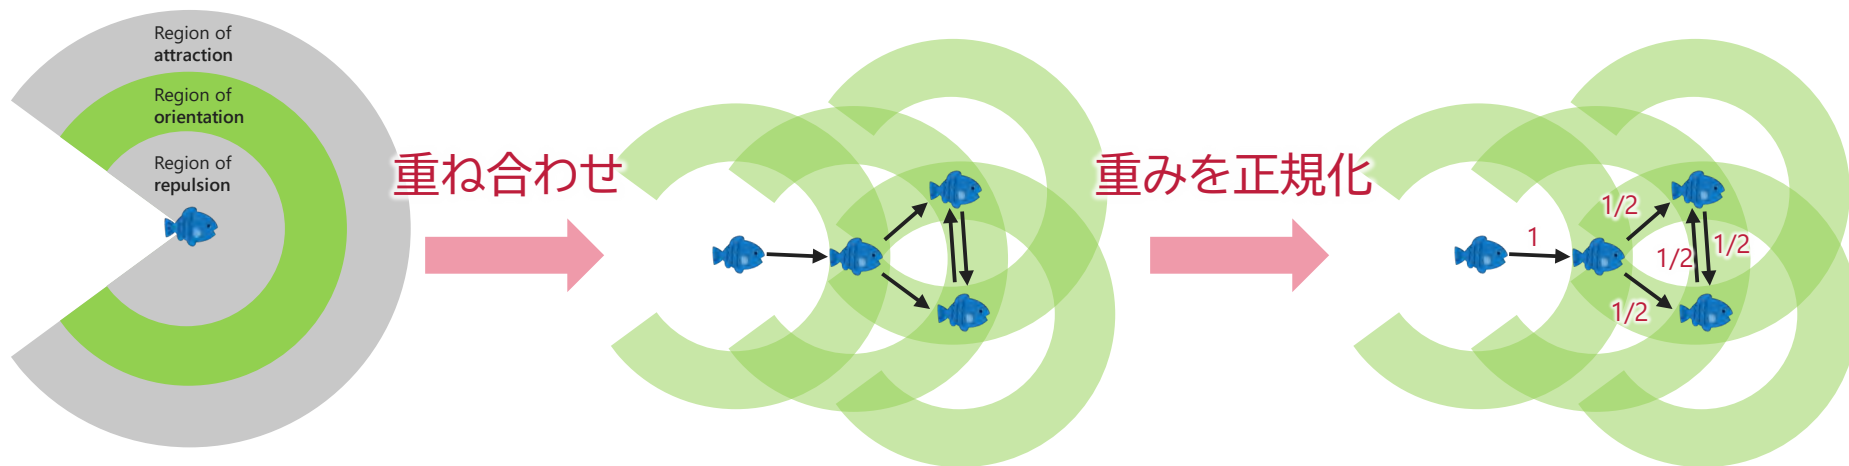 Region of
attraction
Region of
orientation
Region of
repulsion
重ね合わせ
重みを正規化
1
1/2
1/2
1/2
1/2